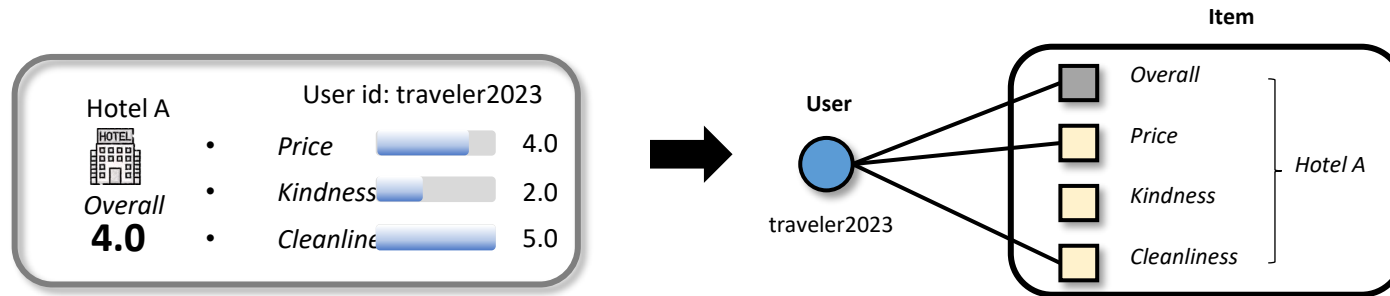 Hotel A
HOTEL
Overall
4.0
User id: traveler2023
• Price 4.0
• Kindness 2.0
• Cleanline 5.0
User
traveler2023
Item
Overall
Price
Kindness
Cleanliness
Hotel A